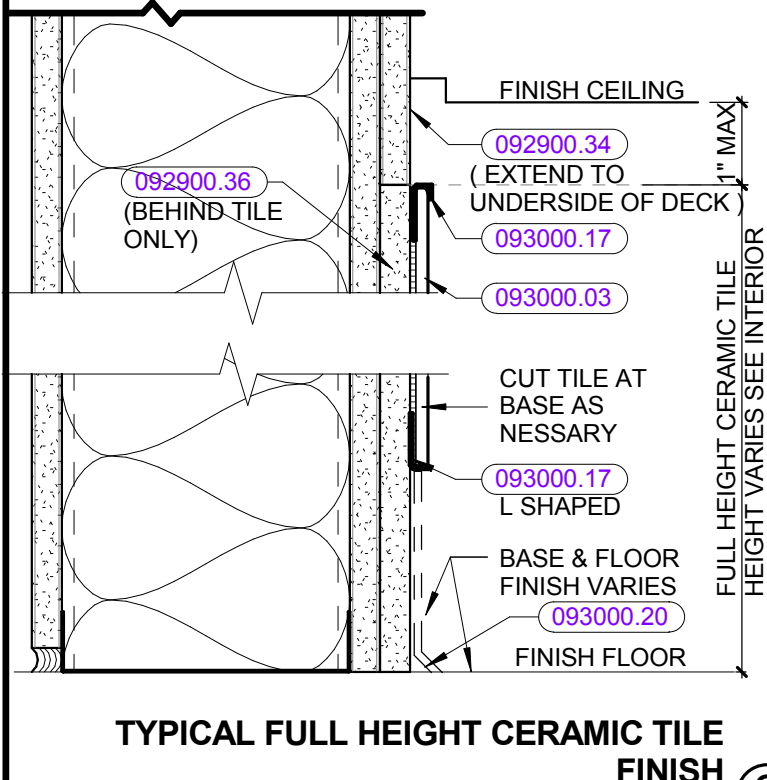 FINISH CEILING
092900.34
( EXTEND TO
UNDERSIDE OF DECK )
1" MAX
092900.36
(BEHIND TILE
ONLY)
093000.17
093000.03
CUT TILE AT
BASE AS
NESSARY
093000.17
L SHAPED
BASE & FLOOR
FINISH VARIES
093000.20
FINISH FLOOR
FULL HEIGHT CERAMIC TILE
HEIGHT VARIES SEE INTERIOR
TYPICAL FULL HEIGHT CERAMIC TILE
FINISH